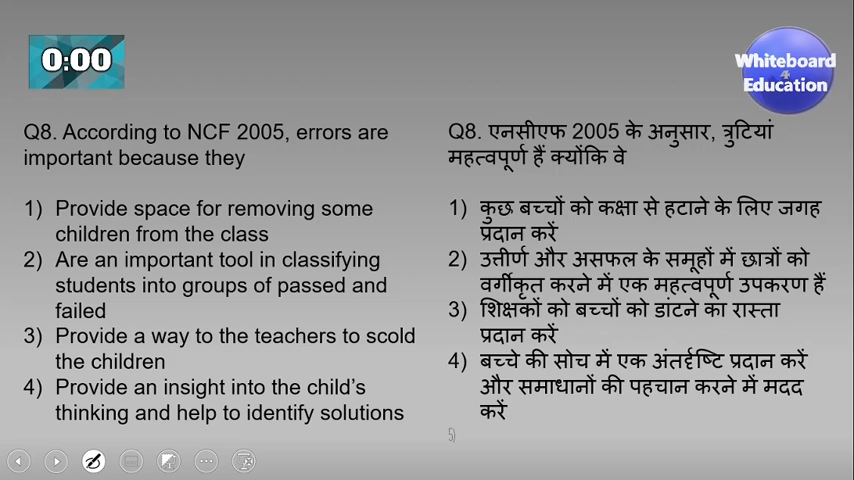 0:00
Whiteboard
4
Education
Q8. According to NCF 2005, errors are
important because they
1) Provide space for removing some
children from the class
2) Are an important tool in classifying
students into groups of passed and
failed
3) Provide a way to the teachers to scold
the children
4) Provide an insight into the child's
thinking and help to identify solutions
Q8. एनसीएफ 2005 के अनुसार, त्रुटियां
महत्वपूर्ण हैं क्योंकि वे
1) कुछ बच्चों को कक्षा से हटाने के लिए जगह
प्रदान करें
2) उत्तीर्ण और असफल के समूहों में छात्रों को
वर्गीकृत करने में एक महत्वपूर्ण उपकरण हैं
3) शिक्षकों को बच्चों को डांटने का रास्ता
प्रदान करें
4) बच्चे की सोच में एक अंतर्दृष्टि प्रदान करें
और समाधानों की पहचान करने में मदद
करें
5)